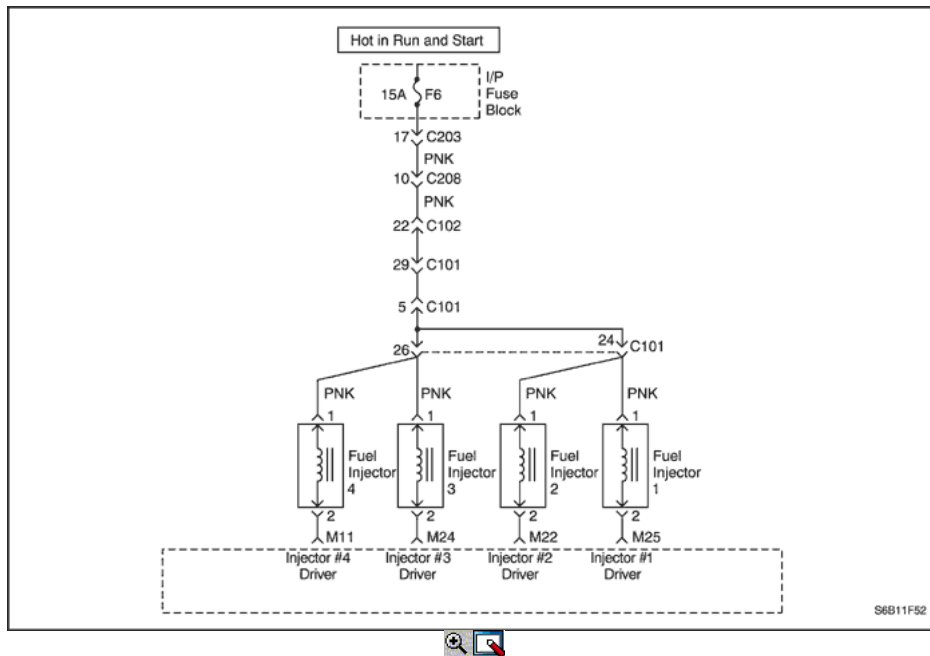 Hot in Run and Start
15A F6
I/P
Fuse
Block
17 C203
PNK
10 C208
PNK
22 C102
29 C101
5 C101
26 24 C101
PNK PNK PNK PNK
1 1 1 1
Fuel
Injector
4
Fuel
Injector
3
Fuel
Injector
2
Fuel
Injector
1
2 2 2 2
M11 M24 M22 M25
Injector #4
Driver
Injector #3
Driver
Injector #2
Driver
Injector #1
Driver
S6B11F52